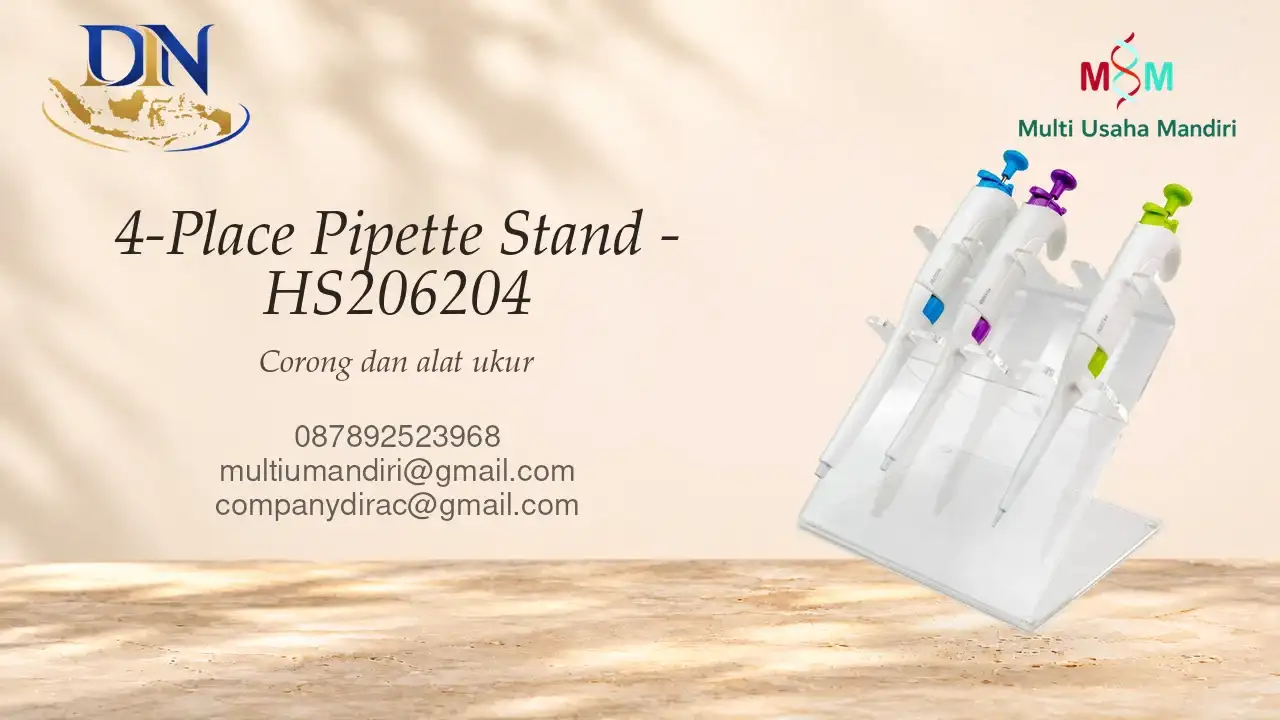 DN
MSM
Multi Usaha Mandiri
4-Place Pipette Stand -
HS206204
Corong dan alat ukur
087892523968
multiumandiri@gmail.com
companydirac@gmail.com